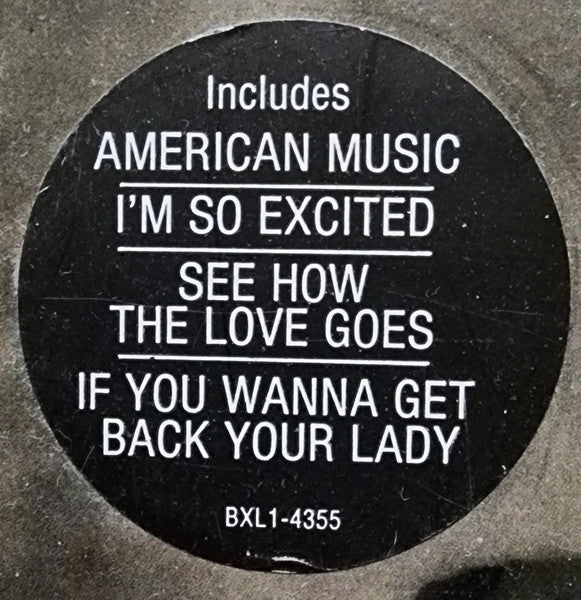 Includes
AMERICAN MUSIC
I'M SO EXCITED
SEE HOW
THE LOVE GOES
IF YOU WANNA GET
BACK YOUR LADY
BXL1-4355